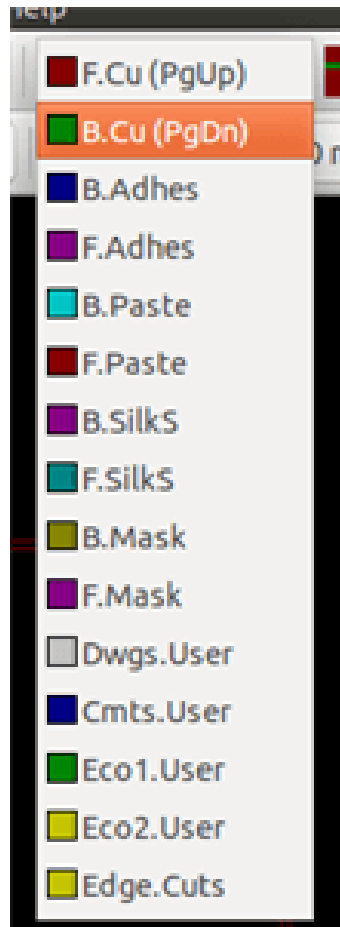 Help
F.Cu (PgUp)
B.Cu (PgDn)
B.Adhes
F.Adhes
B.Paste
F.Paste
B.SilkS
F.SilkS
B.Mask
F.Mask
Dwgs.User
Cmts.User
Eco1.User
Eco2.User
Edge.Cuts